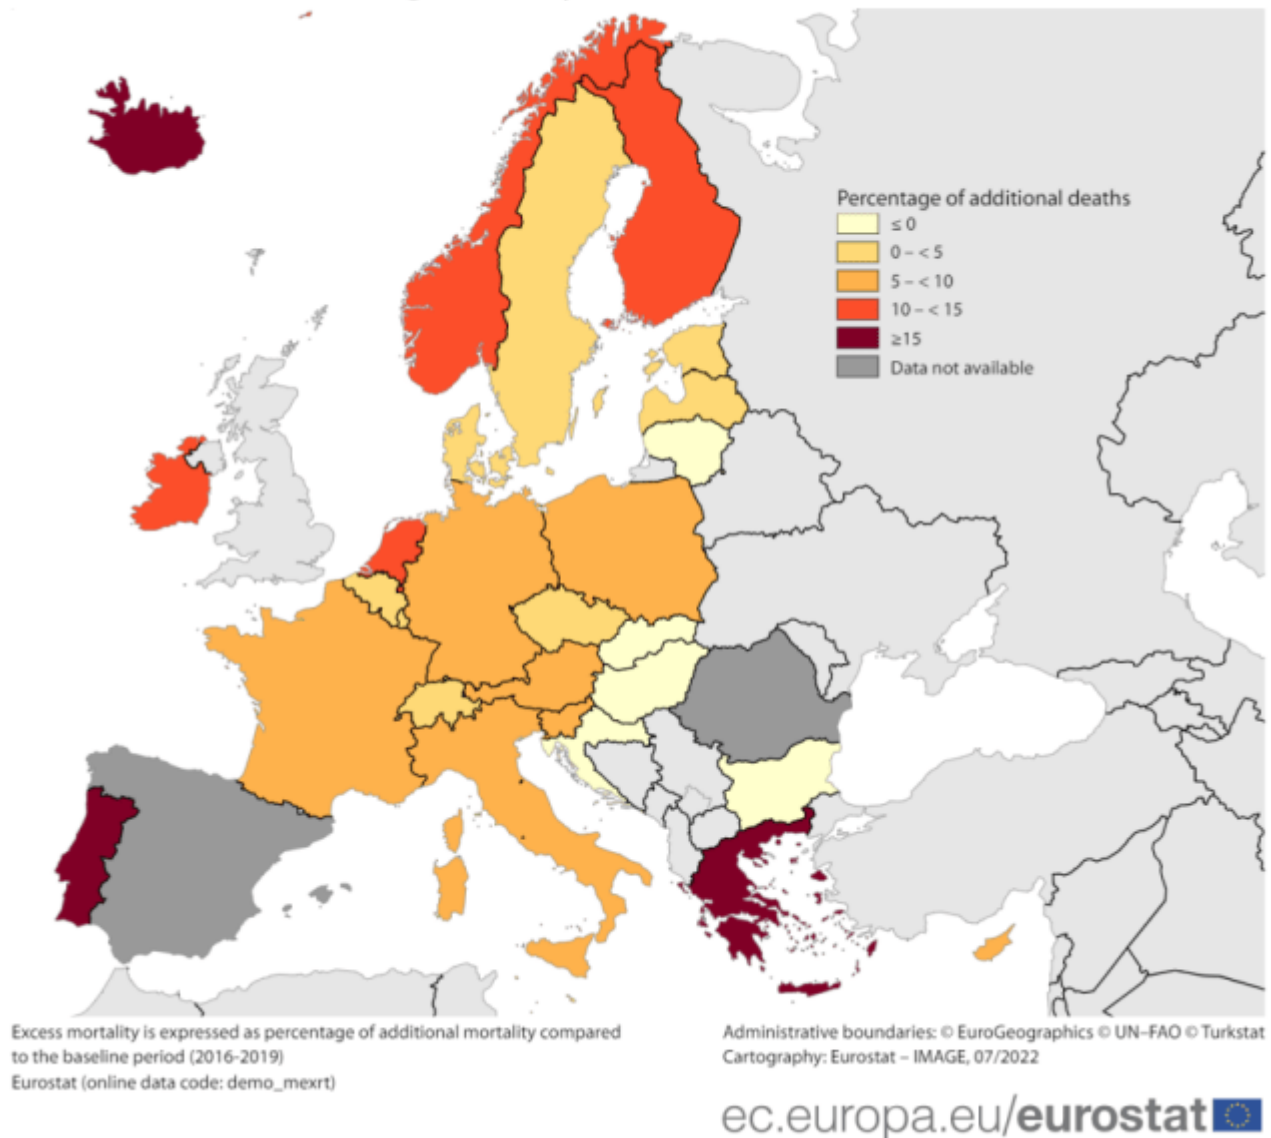 Percentage of additional deaths
≤ 0
0 – < 5
5 – < 10
10 – < 15
≥15
Data not available
Excess mortality is expressed as percentage of additional mortality compared
to the baseline period (2016-2019)
Eurostat (online data code: demo_mexrt)
Administrative boundaries: © EuroGeographics © UN–FAO © Turkstat
Cartography: Eurostat – IMAGE, 07/2022
ec.europa.eu/eurostat